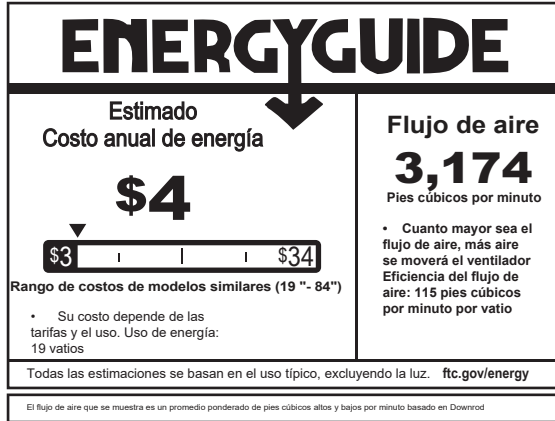 ENERGYGUIDE
Estimado
Costo anual de energía
$4
$3 $34
Rango de costos de modelos similares (19 "- 84")
• Su costo depende de las
tarifas y el uso. Uso de energía:
19 vatios
Flujo de aire
3,174
Pies cúbicos por minuto
• Cuanto mayor sea el
flujo de aire, más aire
se moverá el ventilador
Eficiencia del flujo de
aire: 115 pies cúbicos
por minuto por vatio
Todas las estimaciones se basan en el uso típico, excluyendo la luz. ftc.gov/energy
El flujo de aire que se muestra es un promedio ponderado de pies cúbicos altos y bajos por minuto basado en Downrod